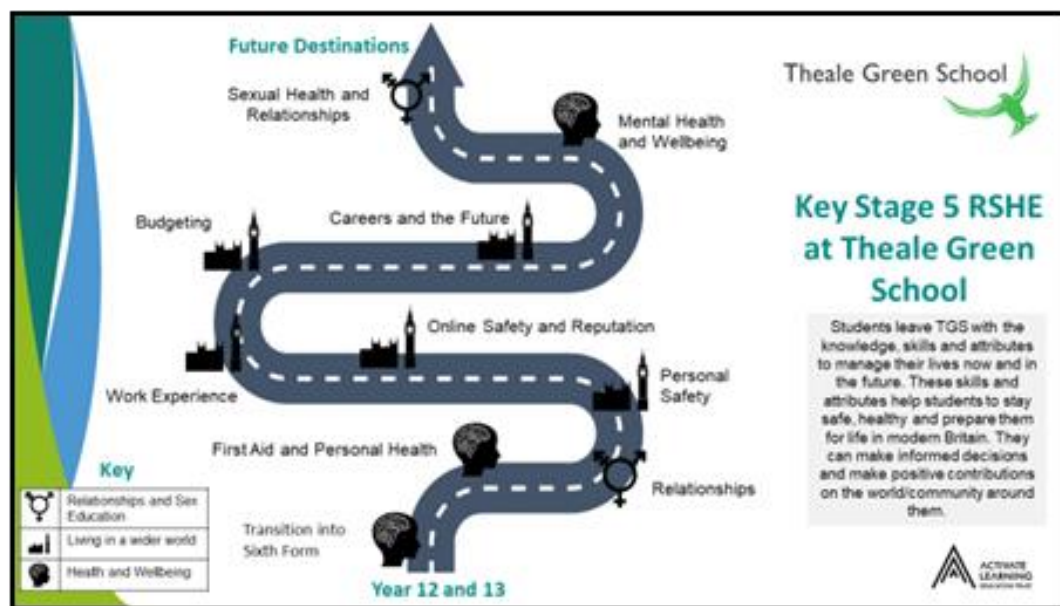 Future Destinations
Sexual Health and
Relationships
Mental Health
and Wellbeing
Budgeting
Careers and the Future
Online Safety and Reputation
Work Experience
Personal
Safety
First Aid and Personal Health
Relationships
Transition into
Sixth Form
Year 12 and 13
Key
Relationships and Sex
Education
Living in a wider world
Health and Wellbeing
Theale Green School
Key Stage 5 RSHE
at Theale Green
School
Students leave TGS with the
knowledge, skills and attributes
to manage their lives now and in
the future. These skills and
attributes help students to stay
safe, healthy and prepare them
for life in modern Britain. They
can make informed decisions
and make positive contributions
on the world/community around
them.
ACTIVATE
LEARNING
EDUCATION TRUST